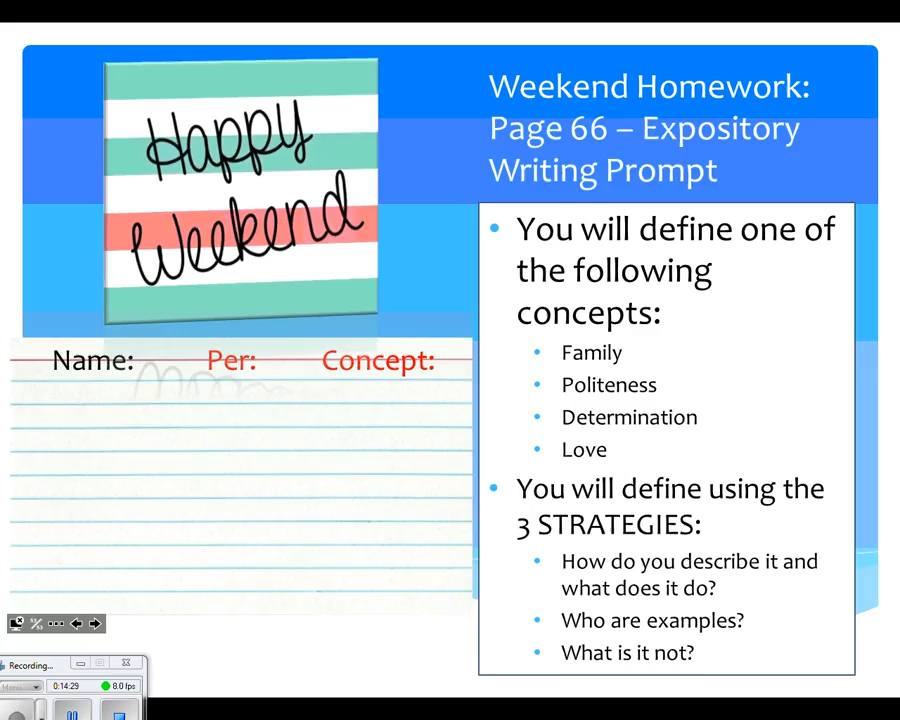 Happy
Weekend
Weekend Homework:
Page 66 – Expository
Writing Prompt
• You will define one of
the following
concepts:
• Family
• Politeness
• Determination
• Love
• You will define using the
3 STRATEGIES:
• How do you describe it and
what does it do?
• Who are examples?
• What is it not?
Name: Per: Concept:
Recording...
0:14:29 8.0 fps